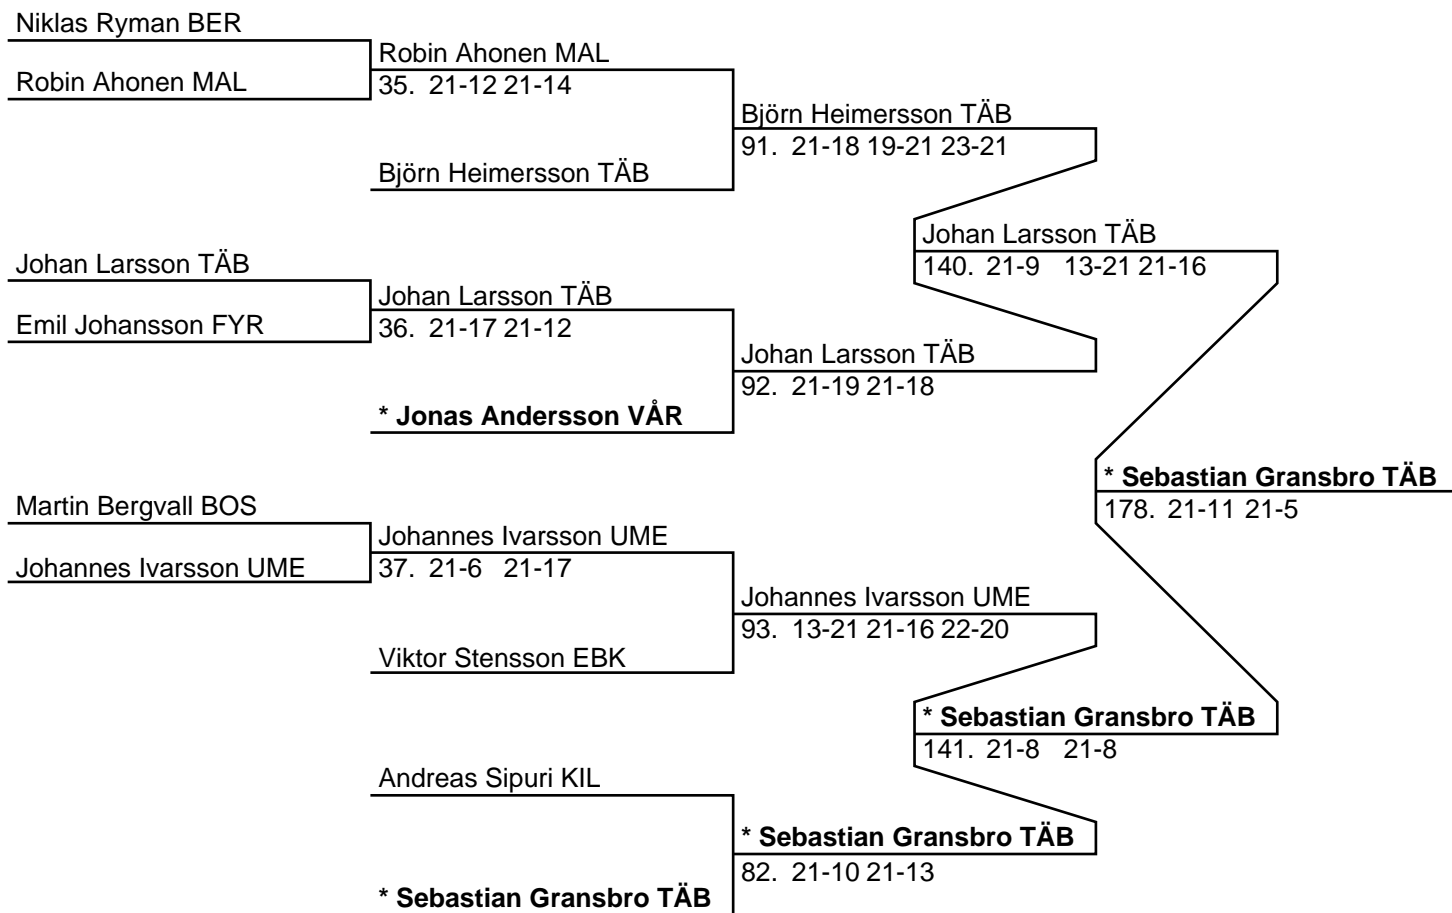 Niklas Ryman BER
Robin Ahonen MAL
Robin Ahonen MAL
35. 21-12 21-14
Björn Heimersson TÄB
91. 21-18 19-21 23-21
Björn Heimersson TÄB
Johan Larsson TÄB
140. 21-9 13-21 21-16
Johan Larsson TÄB
Johan Larsson TÄB
Emil Johansson FYR
36. 21-17 21-12
Johan Larsson TÄB
92. 21-19 21-18
* Jonas Andersson VÅR
* Sebastian Gransbro TÄB
178. 21-11 21-5
Martin Bergvall BOS
Johannes Ivarsson UME
Johannes Ivarsson UME
37. 21-6 21-17
Johannes Ivarsson UME
93. 13-21 21-16 22-20
Viktor Stensson EBK
* Sebastian Gransbro TÄB
141. 21-8 21-8
Andreas Sipuri KIL
* Sebastian Gransbro TÄB
82. 21-10 21-13
* Sebastian Gransbro TÄB